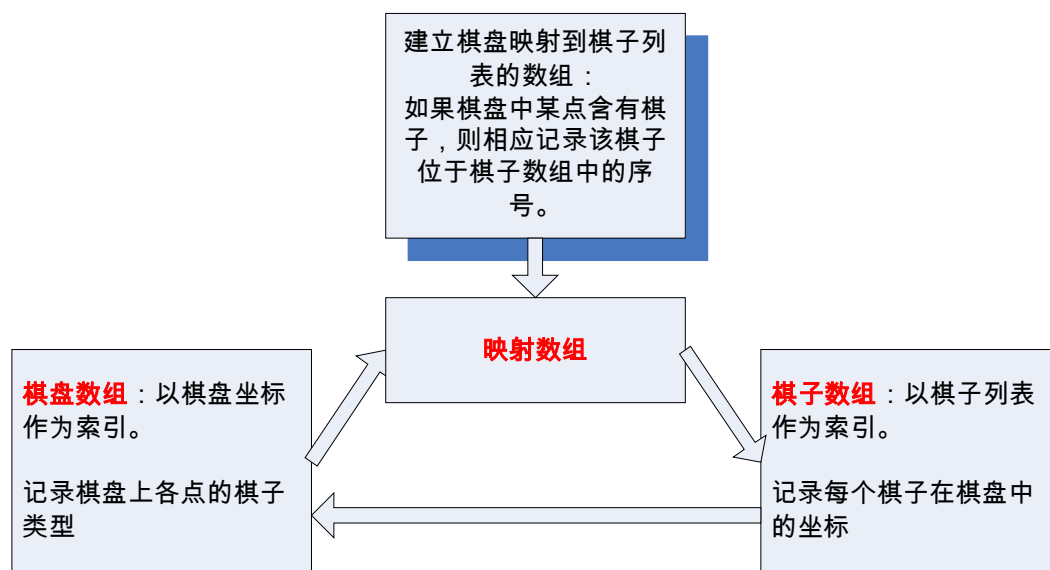 建立棋盘映射到棋子列
表的数组：
如果棋盘中某点含有棋
子，则相应记录该棋子
位于棋子数组中的序
号。
映射数组
棋盘数组：以棋盘坐标
作为索引。
记录棋盘上各点的棋子
类型
棋子数组：以棋子列表
作为索引。
记录每个棋子在棋盘中
的坐标